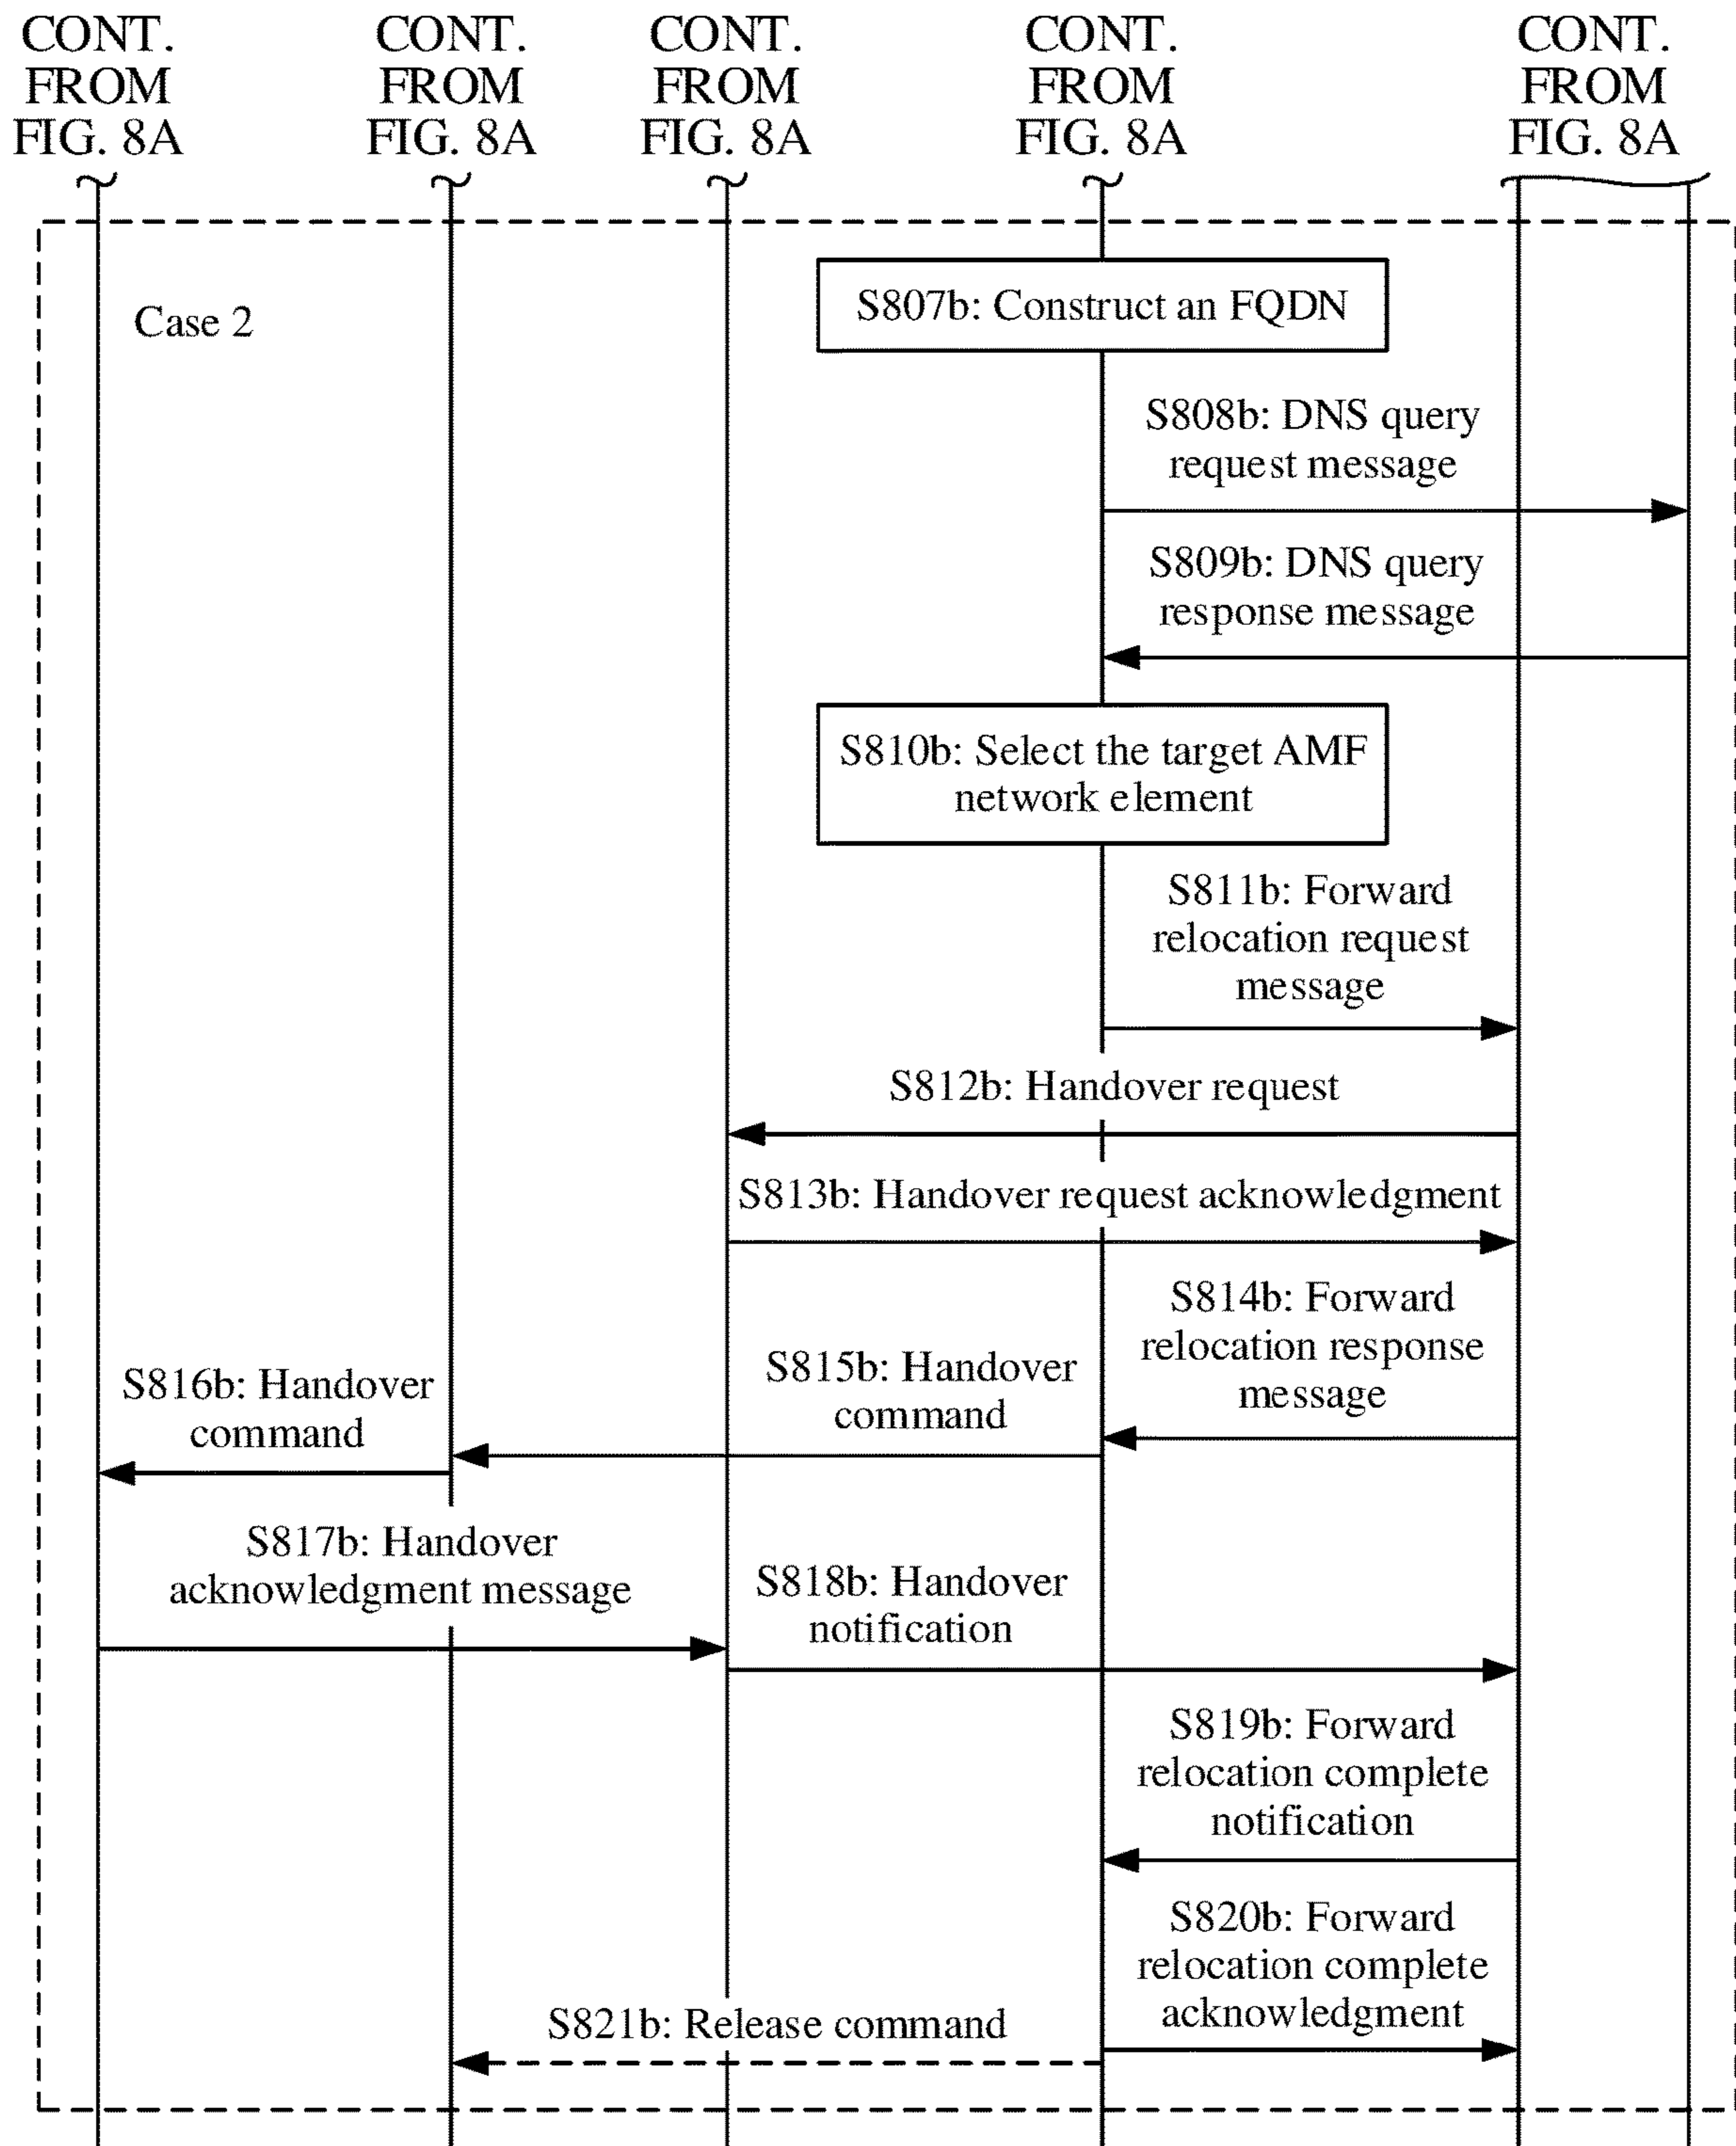 CONT.
FROM
FIG. 8A
CONT.
FROM
FIG. 8A
CONT.
FROM
FIG. 8A
CONT.
FROM
FIG. 8A
CONT.
FROM
FIG. 8A
Case 2
S807b: Construct an FQDN
S808b: DNS query
request message
S809b: DNS query
response message
S810b: Select the target AMF
network element
S811b: Forward
relocation request
message
S812b: Handover request
S813b: Handover request acknowledgment
S814b: Forward
relocation response
message
S815b: Handover
command
S816b: Handover
command
S817b: Handover
acknowledgment message
S818b: Handover
notification
S819b: Forward
relocation complete
notification
S820b: Forward
relocation complete
acknowledgment
S821b: Release command